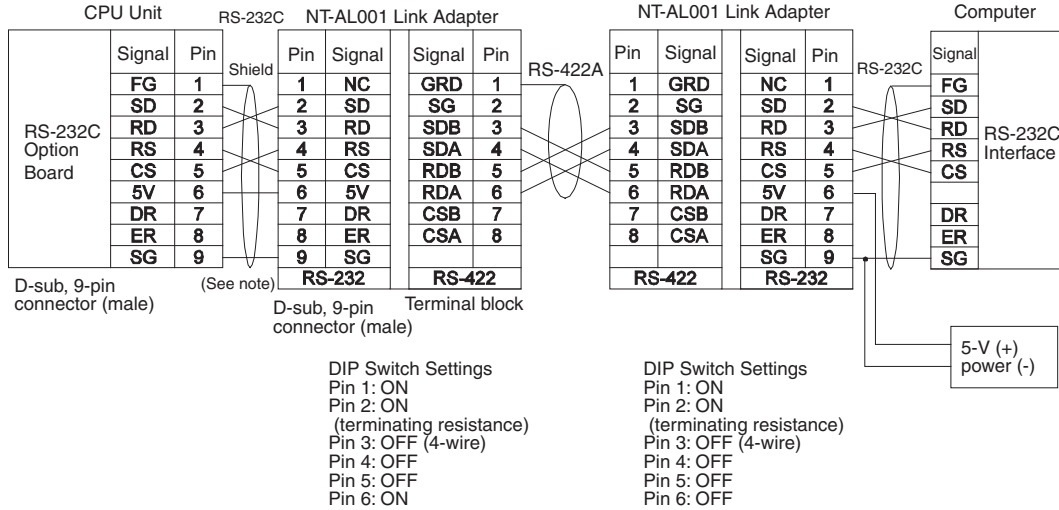 CPU Unit RS-232C NT-AL001 Link Adapter NT-AL001 Link Adapter Computer
Signal Pin Pin Signal Signal Pin Pin Signal Signal Pin Signal
Shield RS-422A RS-232C
FG 1 1 NC GRD 1 1 GRD NC 1 FG
SD 2 2 SD SG 2 2 SG SD 2 SD
RD 3 3 RD SDB 3 3 SDB RD 3 RD
RS 4 4 RS SDA 4 4 SDA RS 4 RS
CS 5 5 CS RDB 5 5 RDB CS 5 CS
5V 6 6 5V RDA 6 6 RDA 5V 6
DR 7 7 DR CSB 7 7 CSB DR 7 DR
ER 8 8 ER CSA 8 8 CSA ER 8 ER
SG 9 9 SG SG 9 SG
RS-232C
Option
Board
RS-232C
Interface
RS-232 RS-422 RS-422 RS-232
D-sub, 9-pin
connector (male)
(See note)
D-sub, 9-pin
connector (male)
Terminal block
5-V (+)
power (-)
DIP Switch Settings
Pin 1: ON
Pin 2: ON
(terminating resistance)
Pin 3: OFF (4-wire)
Pin 4: OFF
Pin 5: OFF
Pin 6: ON
DIP Switch Settings
Pin 1: ON
Pin 2: ON
(terminating resistance)
Pin 3: OFF (4-wire)
Pin 4: OFF
Pin 5: OFF
Pin 6: OFF